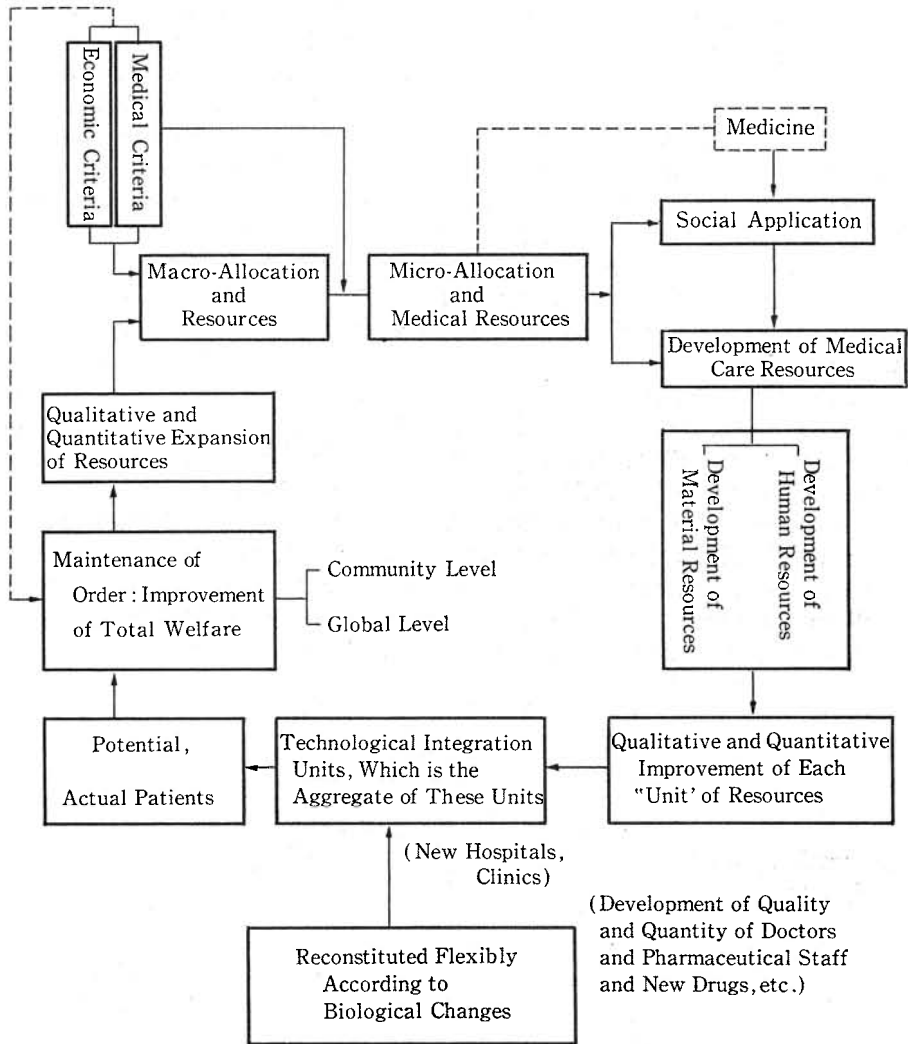 Economic Criteria
Medical Criteria
Medicine
Social Application
Macro-Allocation
and
Resources
Micro-Allocation
and
Medical Resources
Development of Medical
Care Resources
Qualitative and
Quantitative Expansion
of Resources
Development of
Human Resources
Development of
Material Resources
Maintenance of
Order : Improvement
of Total Welfare
Community Level
Global Level
Potential,
Actual Patients
Technological Integration
Units, Which is the
Aggregate of These Units
Qualitative and Quantitative
Improvement of Each
"Unit' of Resources
(New Hospitals,
Clinics)
Reconstituted Flexibly
According to
Biological Changes
(Development of Quality
and Quantity of Doctors
and Pharmaceutical Staff
and New Drugs, etc.)